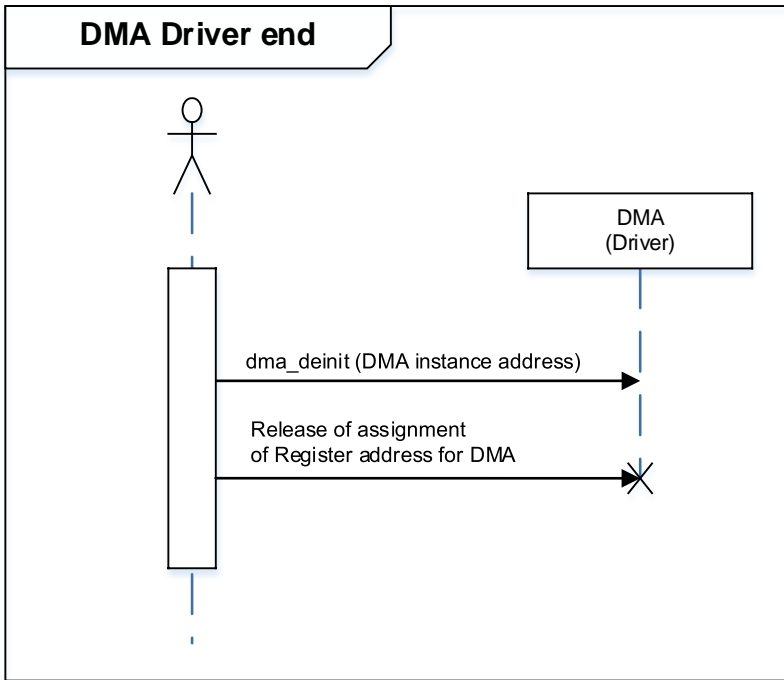 DMA Driver end
DMA
(Driver)
dma_deinit (DMA instance address)
Release of assignment
of Register address for DMA